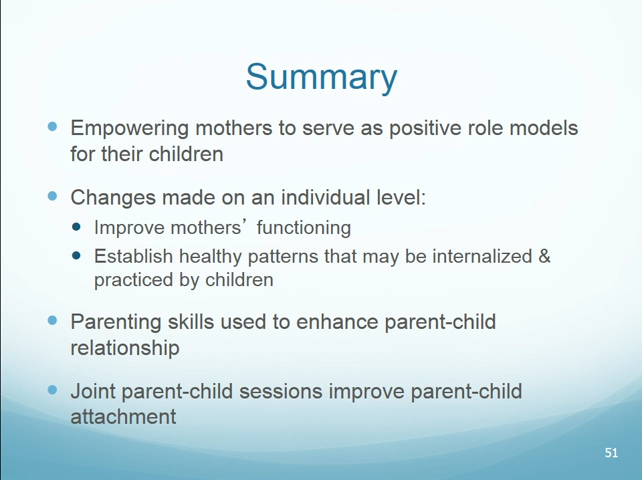 Summary
Empowering mothers to serve as positive role models
for their children
Changes made on an individual level:
Improve mothers’ functioning
Establish healthy patterns that may be internalized &
practiced by children
Parenting skills used to enhance parent-child
relationship
Joint parent-child sessions improve parent-child
attachment
51